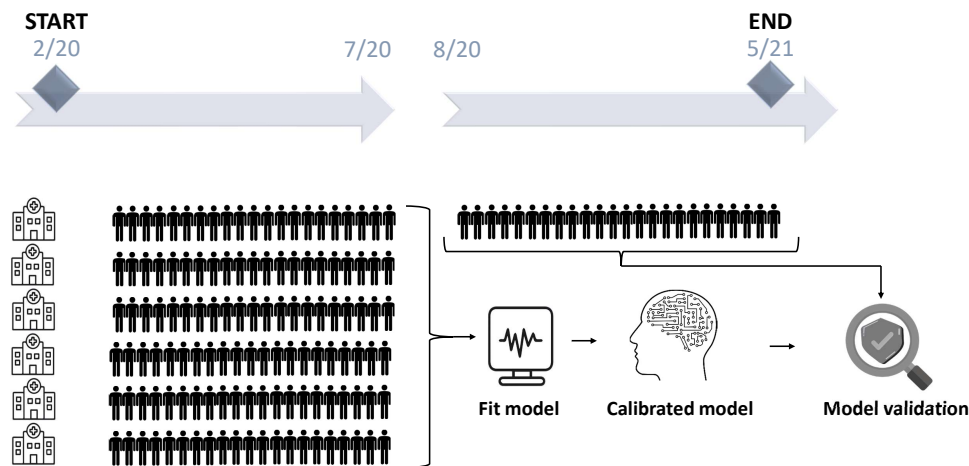 START
2/20
7/20
8/20
END
5/21
Fit model
Calibrated model
Model validation